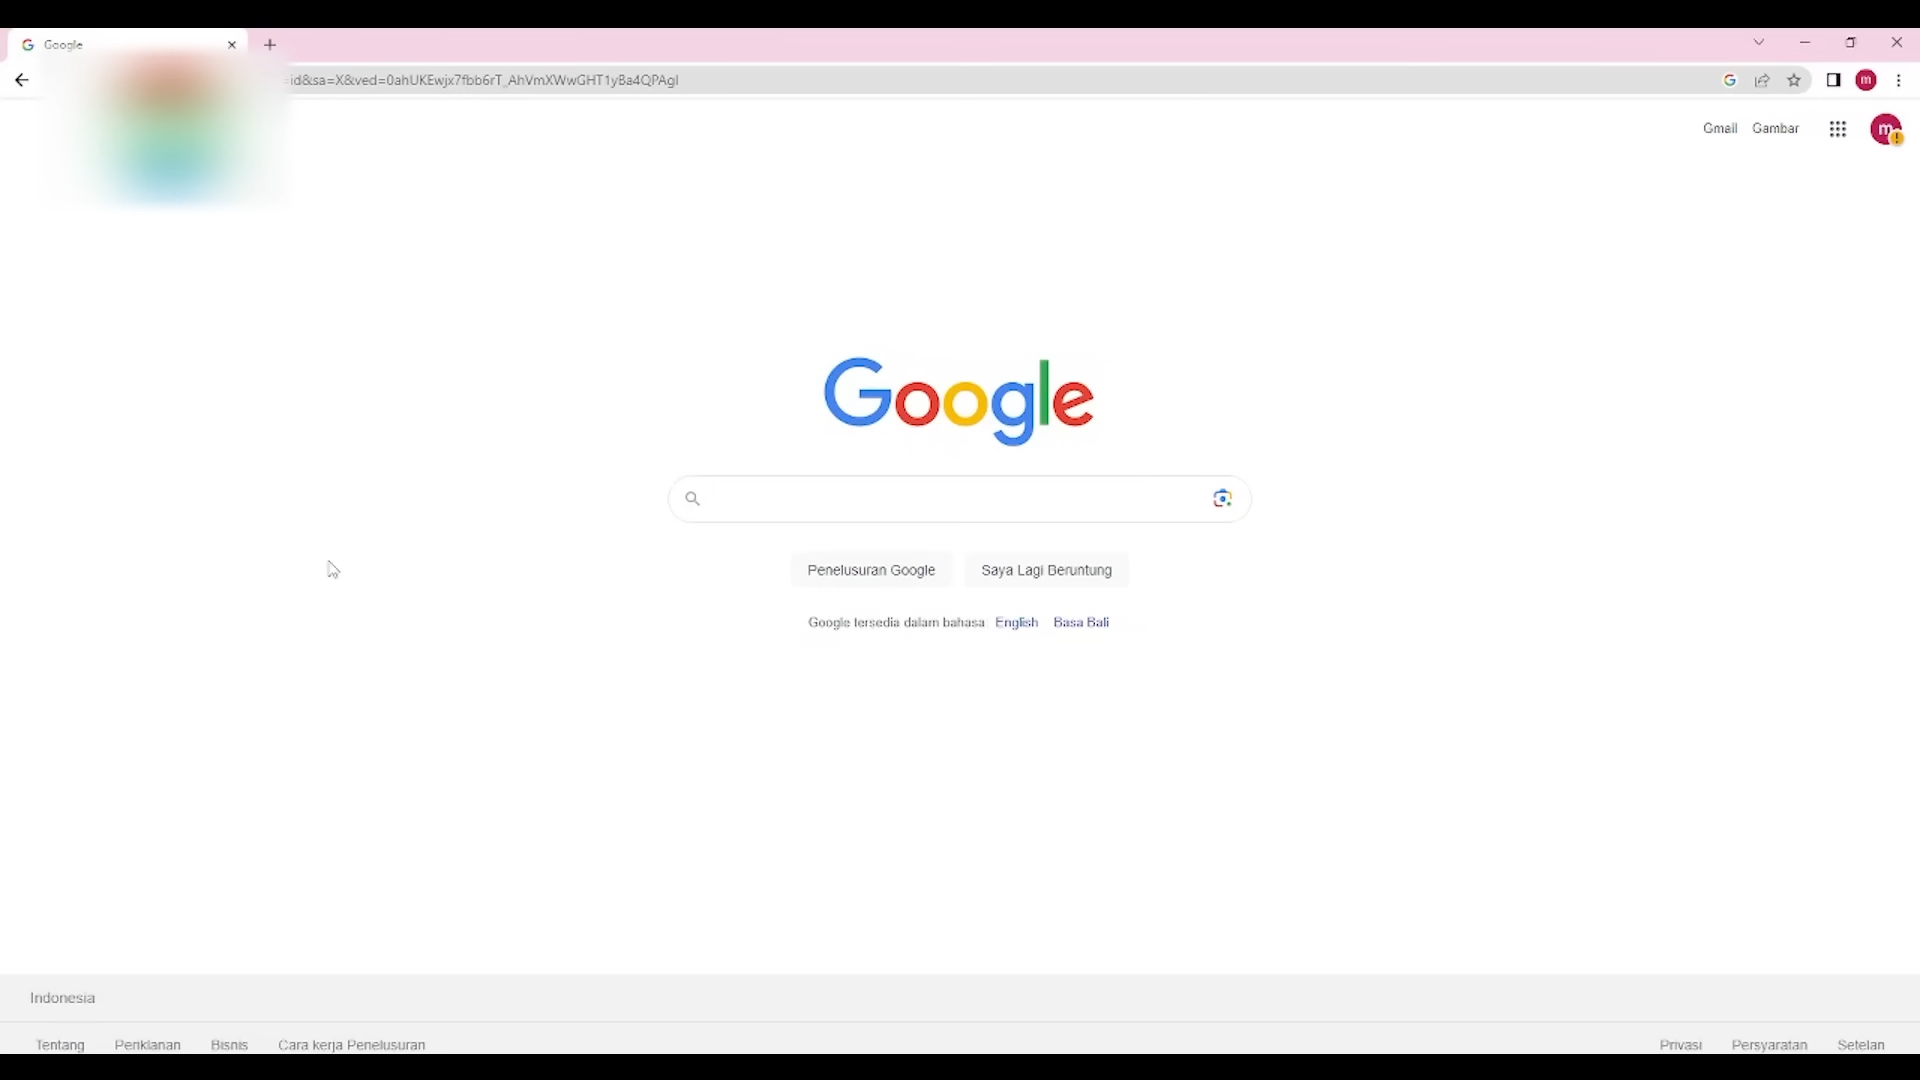 Google
id&sa=X&ved=0ahUKEwjx7fbb6rT_AhVmXWwGHT1yBa4QPAgI
m
Gmail Gambar
m
Google
Penelusuran Google Saya Lagi Beruntung
Google tersedia dalam bahasa: English Basa Bali
Indonesia
Tentang Periklanan Bisnis Cara kerja Penelusuran
Privasi Persyaratan Setelan